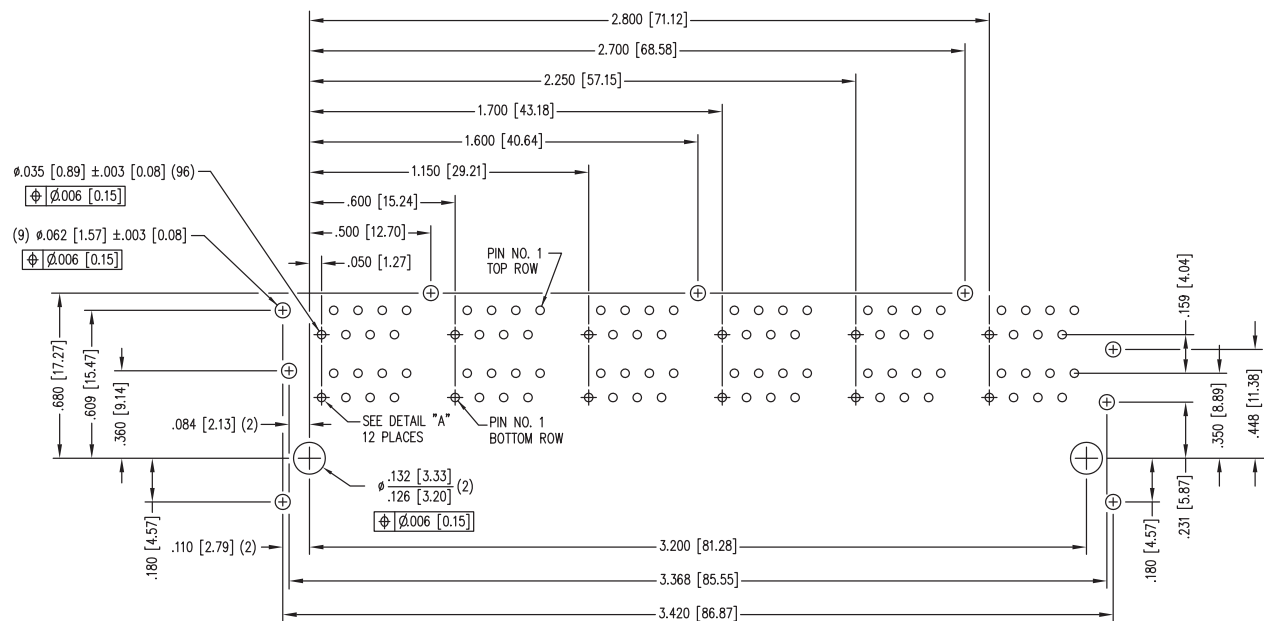 2.800 [71.12]
2.700 [68.58]
2.250 [57.15]
1.700 [43.18]
1.600 [40.64]
ø.035 [0.89] ±.003 [0.08] (96)
1.150 [29.21]
⌖ Ø.006 [0.15]
.600 [15.24]
(9) ø.062 [1.57] ±.003 [0.08]
.500 [12.70]
⌖ Ø.006 [0.15]
.050 [1.27]
PIN NO. 1
TOP ROW
.159 [4.04]
.680 [17.27]
.609 [15.47]
.360 [9.14]
.084 [2.13] (2)
SEE DETAIL "A"
12 PLACES
PIN NO. 1
BOTTOM ROW
.350 [8.89]
.448 [11.38]
ø .132 [3.33]
.126 [3.20] (2)
⌖ Ø.006 [0.15]
.231 [5.87]
.180 [4.57]
.110 [2.79] (2)
3.200 [81.28]
.180 [4.57]
3.368 [85.55]
3.420 [86.87]